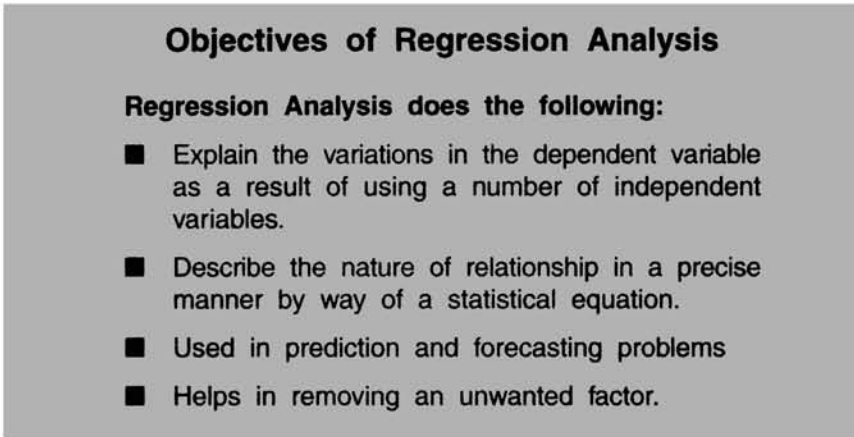 Objectives of Regression Analysis
Regression Analysis does the following:
■ Explain the variations in the dependent variable
as a result of using a number of independent
variables.
■ Describe the nature of relationship in a precise
manner by way of a statistical equation.
■ Used in prediction and forecasting problems
■ Helps in removing an unwanted factor.